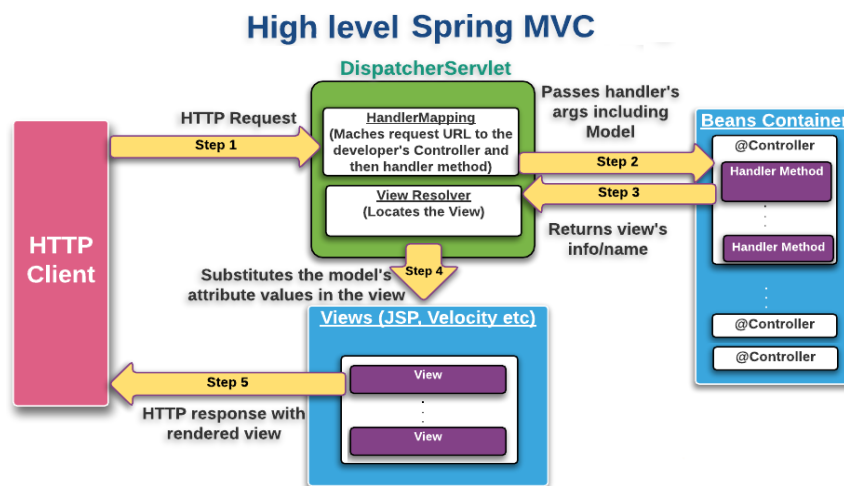 High level Spring MVC
DispatcherServlet
HTTP Request
Step 1
HandlerMapping
(Maches request URL to the
developer's Controller and
then handler method)
View Resolver
(Locates the View)
Passes handler's
args including
Model
Step 2
Step 3
Returns view's
info/name
Beans Container
@Controller
Handler Method
Handler Method
@Controller
@Controller
HTTP
Client
Step 4
Substitutes the model's
attribute values in the view
Views (JSP, Velocity etc)
View
View
Step 5
HTTP response with
rendered view